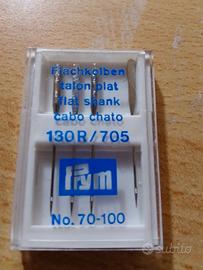 Flachkolben
talon plat
flat shank
cabo chato
130R/705
Prym
No. 70-100
subito